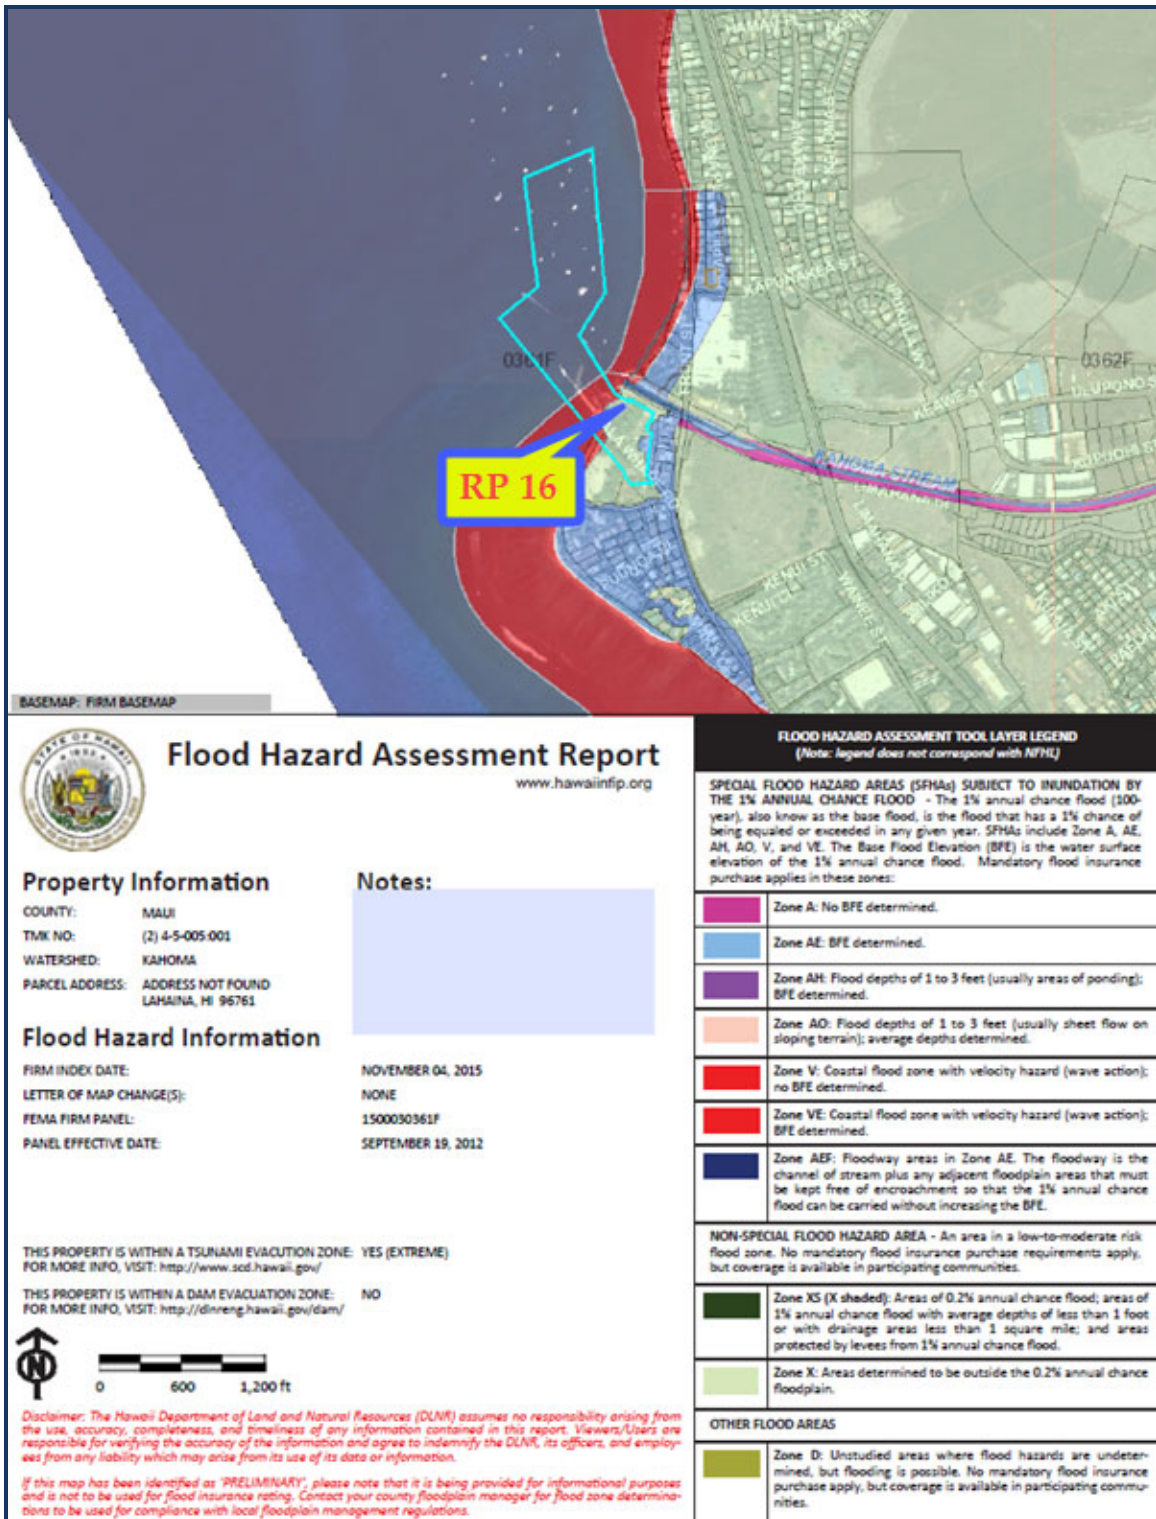 KAPUNAKEA ST
FRONT ST
KEAWE ST
0361F
0362F
KAHOMA STREAM
RP 16
KENUI ST
BASEMAP: FIRM BASEMAP
STATE OF HAWAII
1959
Flood Hazard Assessment Report
www.hawaiinfip.org
Property Information
COUNTY: MAUI
TMK NO: (2) 4-5-005:001
WATERSHED: KAHOMA
PARCEL ADDRESS: ADDRESS NOT FOUND
LAHAINA, HI 96761
Notes:
Flood Hazard Information
FIRM INDEX DATE: NOVEMBER 04, 2015
LETTER OF MAP CHANGE(S): NONE
FEMA FIRM PANEL: 1500030361F
PANEL EFFECTIVE DATE: SEPTEMBER 19, 2012
THIS PROPERTY IS WITHIN A TSUNAMI EVACUTION ZONE: YES (EXTREME)
FOR MORE INFO, VISIT: http://www.scd.hawaii.gov/
THIS PROPERTY IS WITHIN A DAM EVACUATION ZONE: NO
FOR MORE INFO, VISIT: http://dlnreng.hawaii.gov/dam/
N
0 600 1,200 ft
Disclaimer: The Hawaii Department of Land and Natural Resources (DLNR) assumes no responsibility arising from
the use, accuracy, completeness, and timeliness of any information contained in this report. Viewers/Users are
responsible for verifying the accuracy of the information and agree to indemnify the DLNR, its officers, and employ-
ees from any liability which may arise from its use of its data or information.
If this map has been identified as 'PRELIMINARY', please note that it is being provided for informational purposes
and is not to be used for flood insurance rating. Contact your county floodplain manager for flood zone determina-
tions to be used for compliance with local floodplain management regulations.
FLOOD HAZARD ASSESSMENT TOOL LAYER LEGEND
(Note: legend does not correspond with NFHL)
SPECIAL FLOOD HAZARD AREAS (SFHAs) SUBJECT TO INUNDATION BY
THE 1% ANNUAL CHANCE FLOOD - The 1% annual chance flood (100-
year), also know as the base flood, is the flood that has a 1% chance of
being equaled or exceeded in any given year. SFHAs include Zone A, AE,
AH, AO, V, and VE. The Base Flood Elevation (BFE) is the water surface
elevation of the 1% annual chance flood. Mandatory flood insurance
purchase applies in these zones:
Zone A: No BFE determined.
Zone AE: BFE determined.
Zone AH: Flood depths of 1 to 3 feet (usually areas of ponding);
BFE determined.
Zone AO: Flood depths of 1 to 3 feet (usually sheet flow on
sloping terrain); average depths determined.
Zone V: Coastal flood zone with velocity hazard (wave action);
no BFE determined.
Zone VE: Coastal flood zone with velocity hazard (wave action);
BFE determined.
Zone AEF: Floodway areas in Zone AE. The floodway is the
channel of stream plus any adjacent floodplain areas that must
be kept free of encroachment so that the 1% annual chance
flood can be carried without increasing the BFE.
NON-SPECIAL FLOOD HAZARD AREA - An area in a low-to-moderate risk
flood zone. No mandatory flood insurance purchase requirements apply,
but coverage is available in participating communities.
Zone XS (X shaded): Areas of 0.2% annual chance flood; areas of
1% annual chance flood with average depths of less than 1 foot
or with drainage areas less than 1 square mile; and areas
protected by levees from 1% annual chance flood.
Zone X: Areas determined to be outside the 0.2% annual chance
floodplain.
OTHER FLOOD AREAS
Zone D: Unstudied areas where flood hazards are undeter-
mined, but flooding is possible. No mandatory flood insurance
purchase apply, but coverage is available in participating commu-
nities.